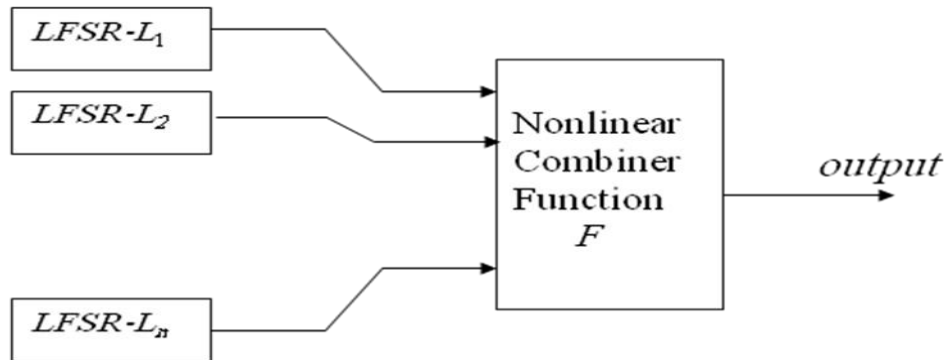 LFSR-L₁
LFSR-L₂
LFSR-Lₙ
Nonlinear
Combiner
Function
F
output